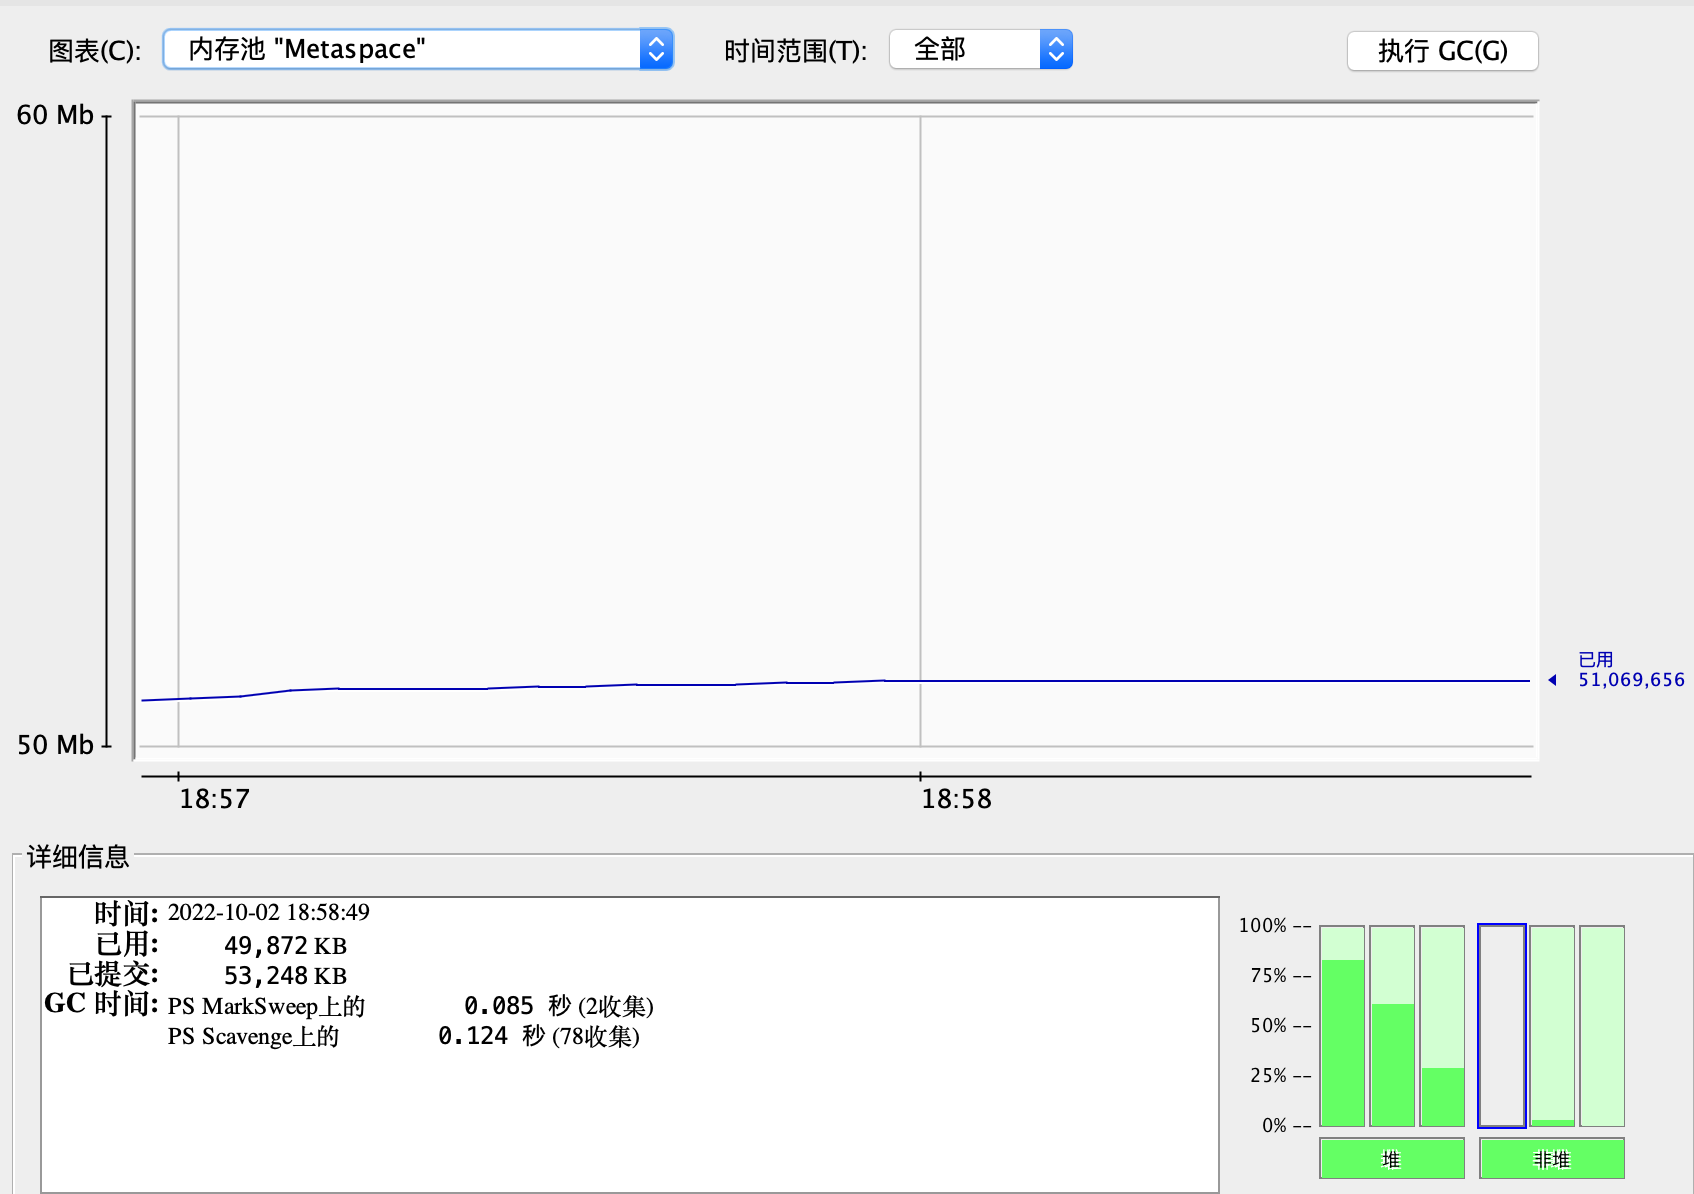 图表(C): 内存池 "Metaspace" 时间范围(T): 全部 执行 GC(G)
60 Mb
已用
51,069,656
50 Mb
18:57 18:58
详细信息
时间: 2022-10-02 18:58:49
已用: 49,872 KB
已提交: 53,248 KB
GC 时间: PS MarkSweep上的 0.085 秒 (2收集)
PS Scavenge上的 0.124 秒 (78收集)
100% --
75% --
50% --
25% --
0% --
堆 非堆